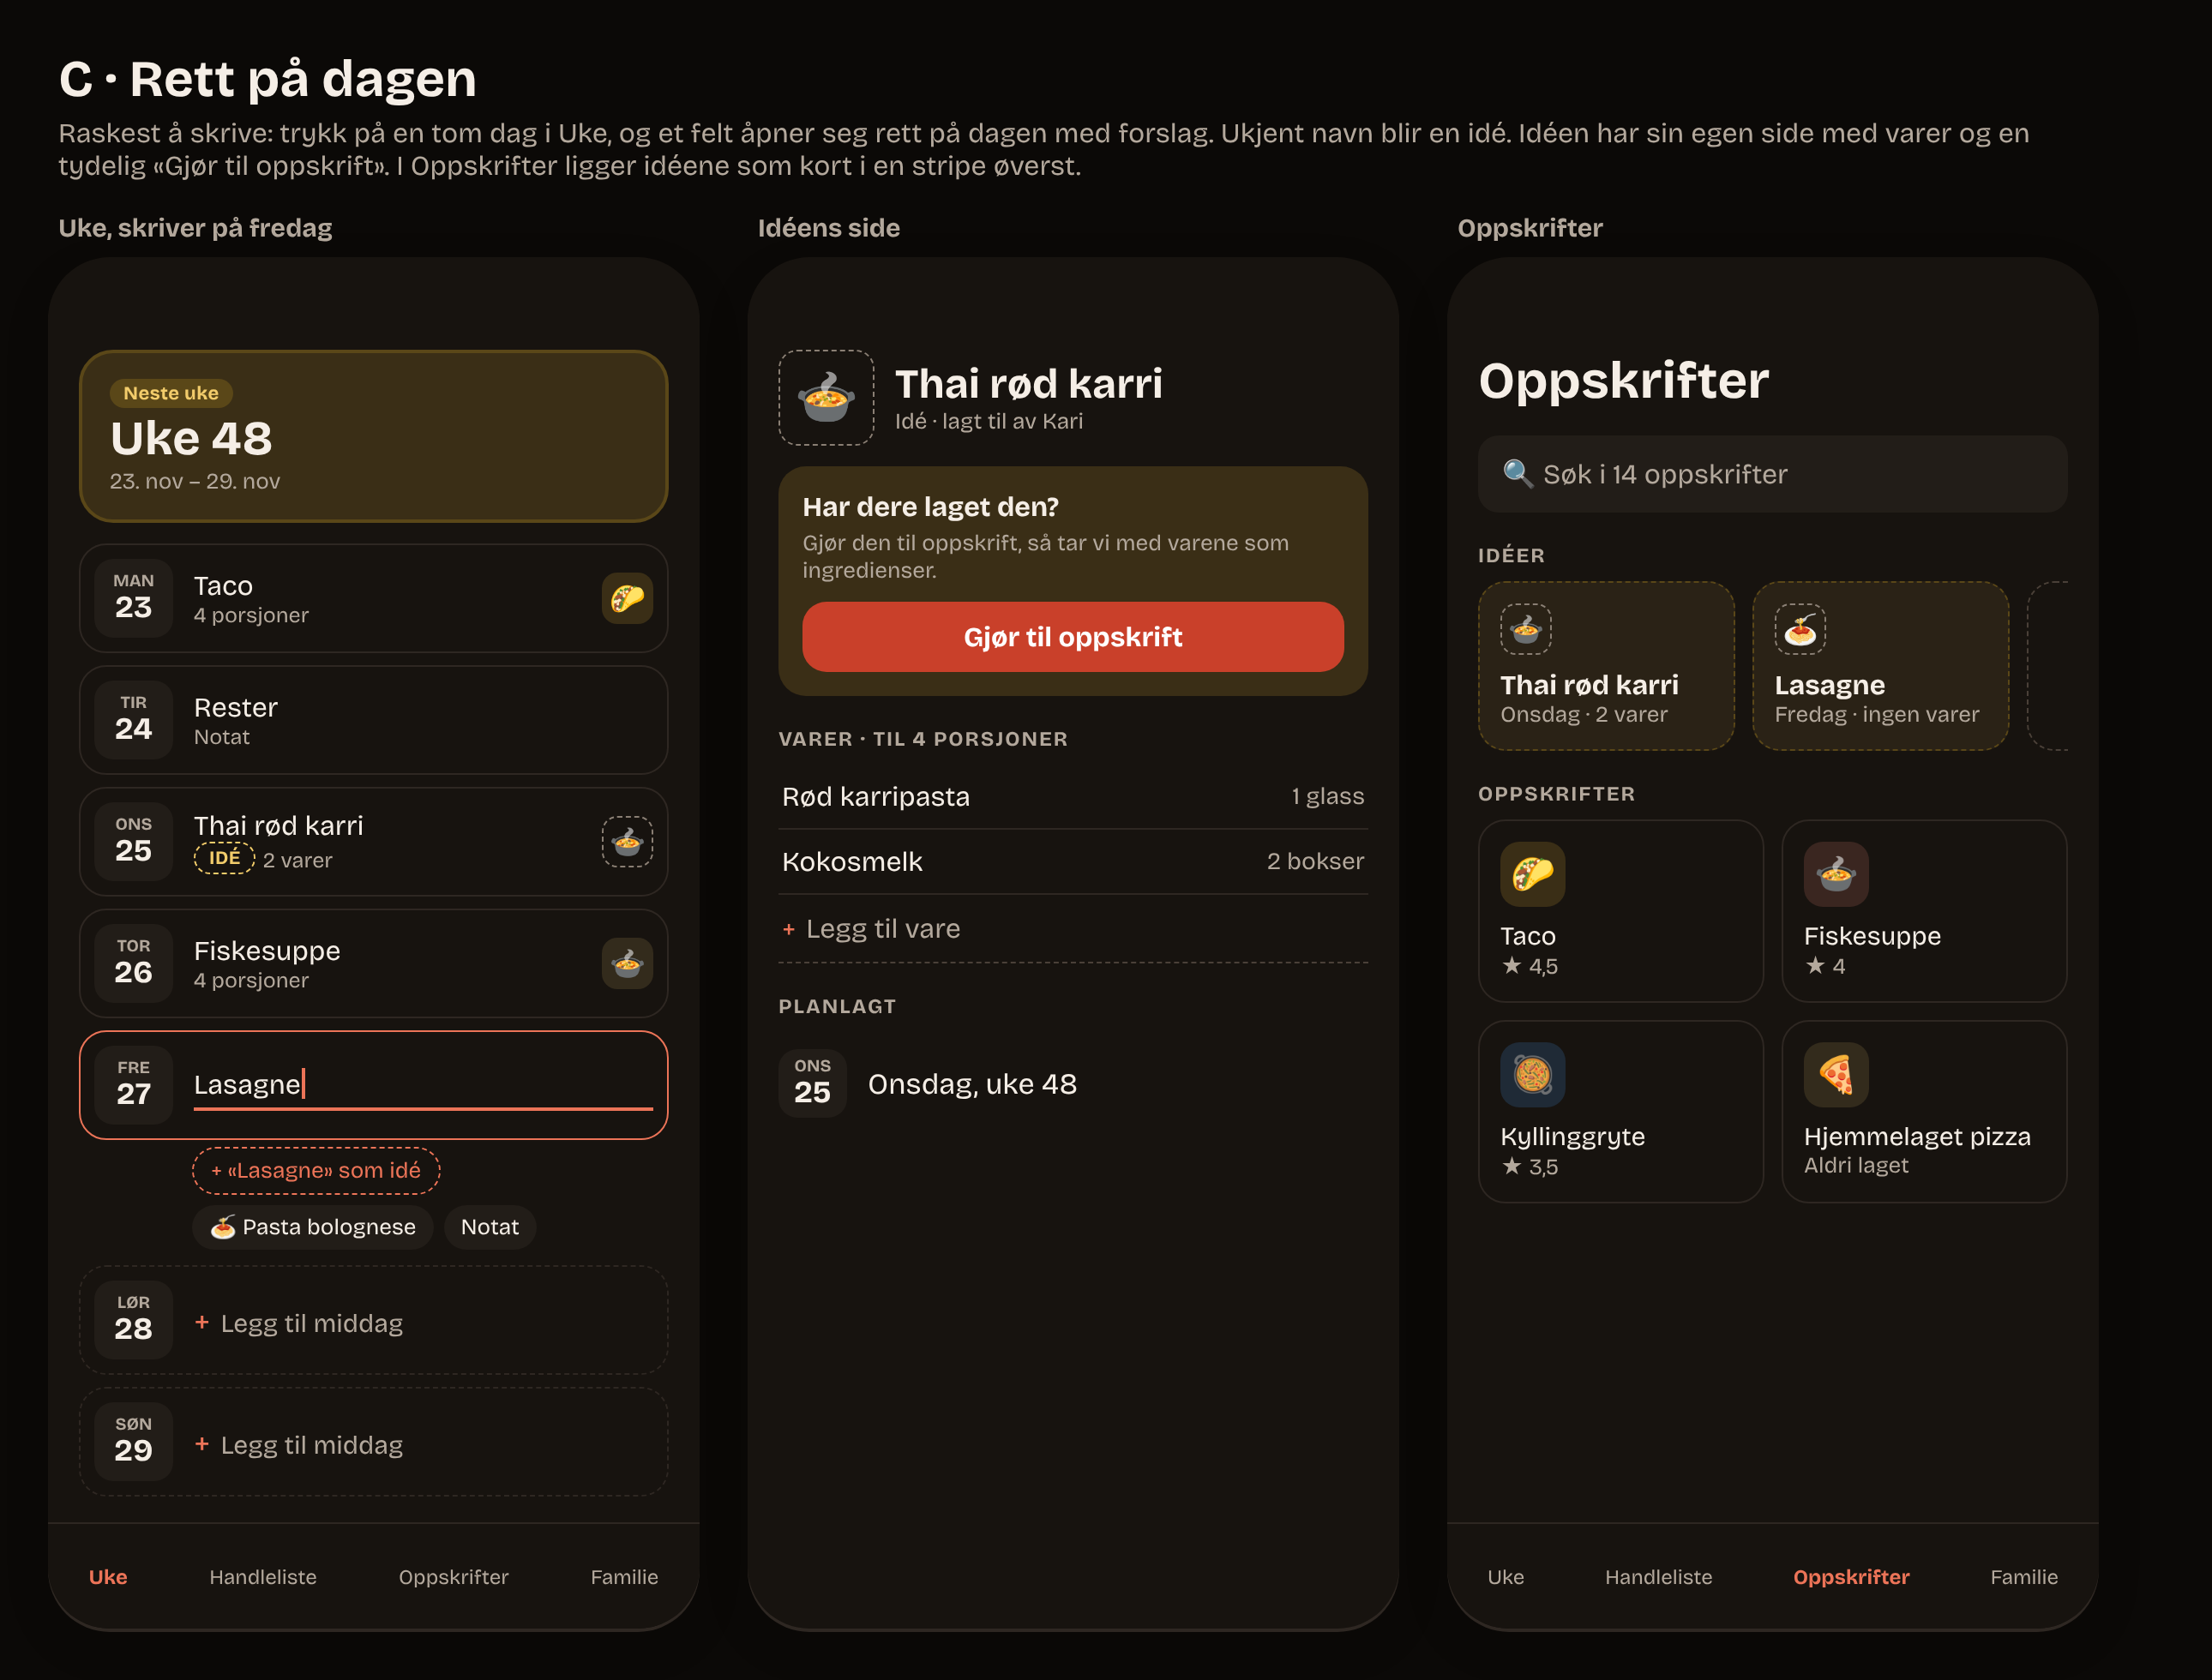 C · Rett på dagen
Raskest å skrive: trykk på en tom dag i Uke, og et felt åpner seg rett på dagen med forslag. Ukjent navn blir en idé. Idéen har sin egen side med varer og en
tydelig «Gjør til oppskrift». I Oppskrifter ligger idéene som kort i en stripe øverst.
Uke, skriver på fredag
Neste uke
Uke 48
23. nov – 29. nov
MAN
23
Taco
4 porsjoner
TIR
24
Rester
Notat
ONS
25
Thai rød karri
IDÉ 2 varer
TOR
26
Fiskesuppe
4 porsjoner
FRE
27
Lasagne
+ «Lasagne» som idé
Pasta bolognese
Notat
LØR
28
+ Legg til middag
SØN
29
+ Legg til middag
Uke
Handleliste
Oppskrifter
Familie
Idéens side
Thai rød karri
Idé · lagt til av Kari
Har dere laget den?
Gjør den til oppskrift, så tar vi med varene som
ingredienser.
Gjør til oppskrift
VARER · TIL 4 PORSJONER
Rød karripasta
1 glass
Kokosmelk
2 bokser
+ Legg til vare
PLANLAGT
ONS
25
Onsdag, uke 48
Oppskrifter
Oppskrifter
Søk i 14 oppskrifter
IDÉER
Thai rød karri
Onsdag · 2 varer
Lasagne
Fredag · ingen varer
OPPSKRIFTER
Taco
★ 4,5
Fiskesuppe
★ 4
Kyllinggryte
★ 3,5
Hjemmelaget pizza
Aldri laget
Uke
Handleliste
Oppskrifter
Familie